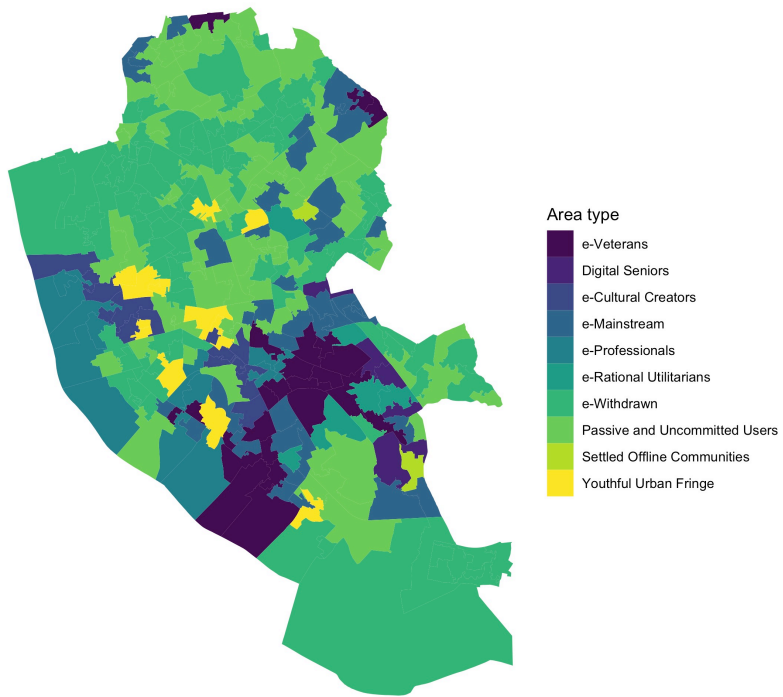 Area type
e-Veterans
Digital Seniors
e-Cultural Creators
e-Mainstream
e-Professionals
e-Rational Utilitarians
e-Withdrawn
Passive and Uncommitted Users
Settled Offline Communities
Youthful Urban Fringe